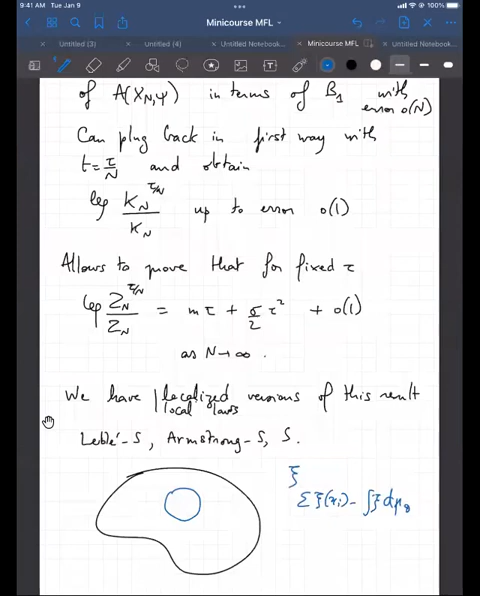 9:41 AM Tue Jan 9
100%
Minicourse MFL
Untitled (3)
Untitled (4)
Untitled Notebook...
Minicourse MFL
Untitled Notebook...
of A(X_N, ψ) in terms of B_1 with
error o(N)
Can plug back in first way with
t = τ/N and obtain
log K_N^{τ/N} / K_N up to error o(1)
Allows to prove that for fixed τ
log Z_N^{τ/N} / Z_N = mτ + σ/2 τ² + o(1)
as N → ∞.
We have localized versions of this result
local laws
Leblé-S, Armstrong-S, S.
ξ
Σ ξ(x_i) - ∫ ξ dμ_θ